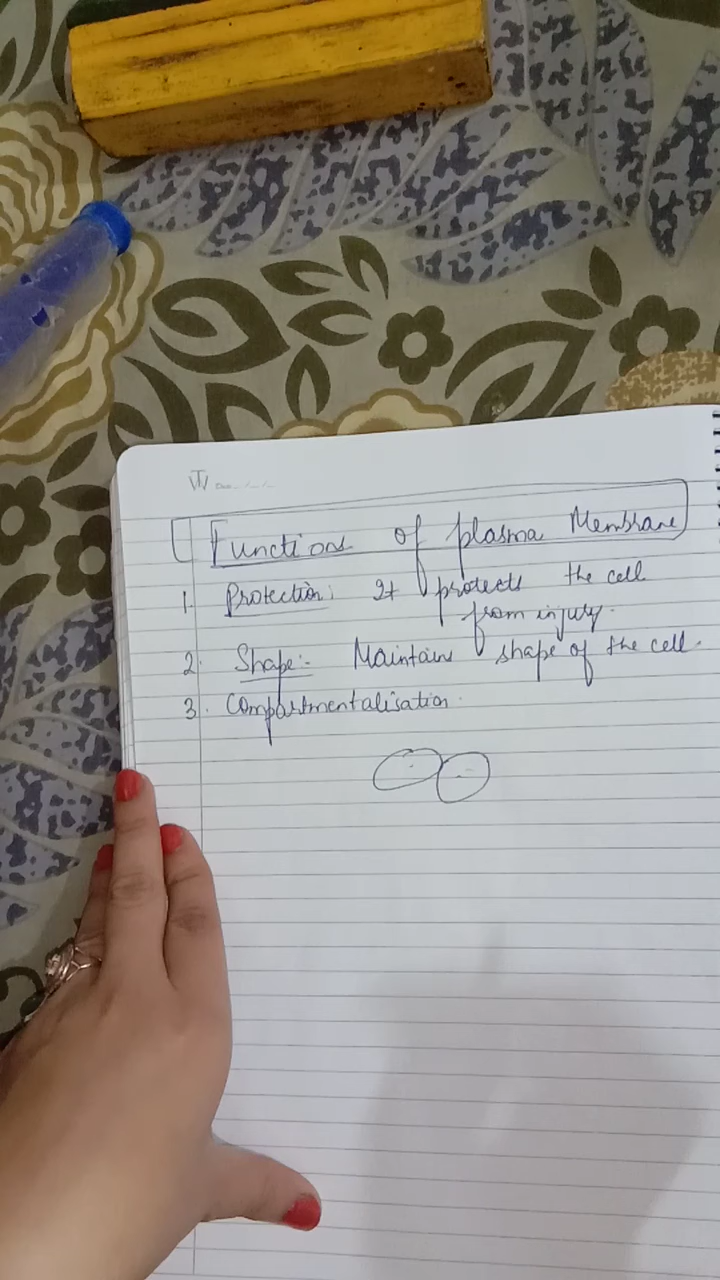 Functions of plasma Membrane
1. Protection: It protects the cell
from injury.
2. Shape:- Maintains shape of the cell.
3. Compartmentalisation.